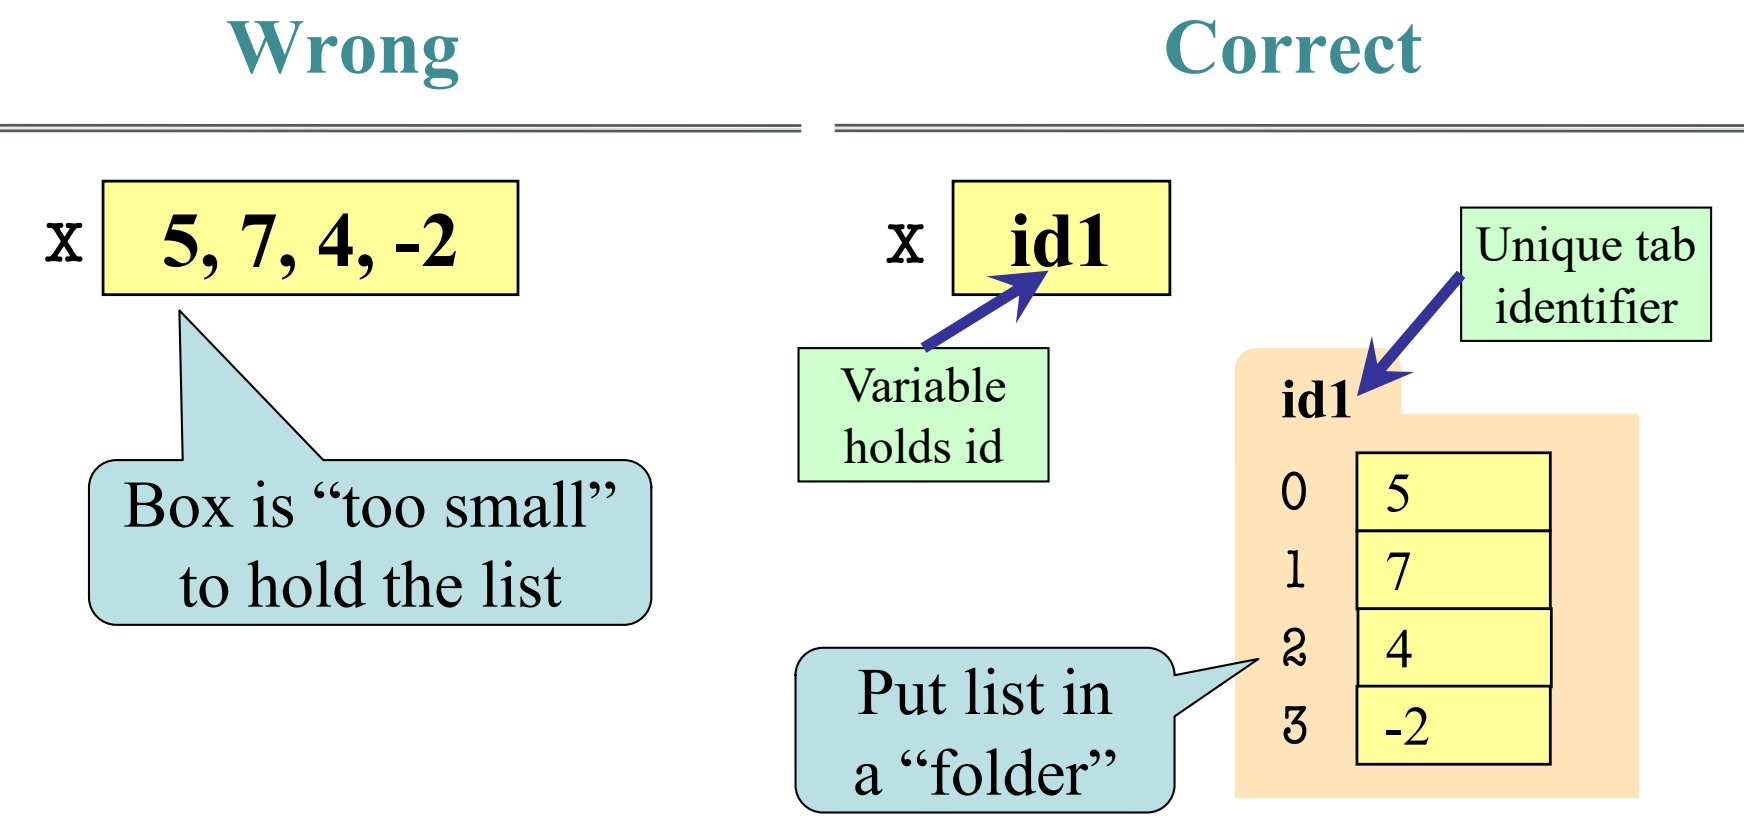 Wrong
x 5, 7, 4, -2
Box is “too small”
to hold the list
Correct
x id1
Variable
holds id
Unique tab
identifier
id1
0 5
1 7
2 4
3 -2
Put list in
a “folder”